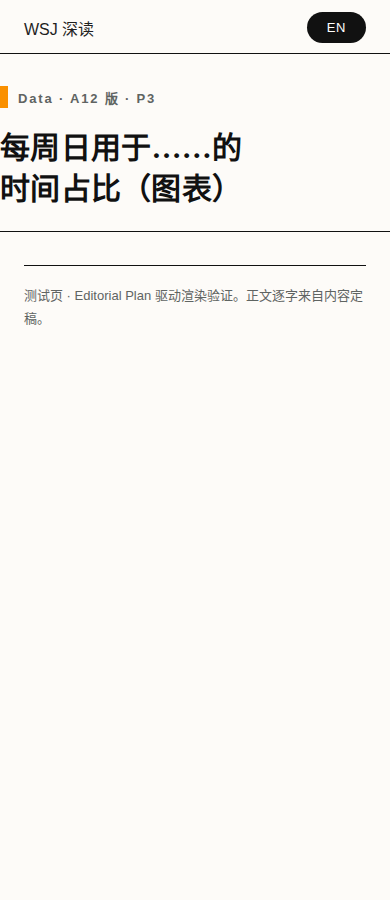 WSJ 深读
EN
Data · A12 版 · P3
每周日用于……的
时间占比（图表）
测试页 · Editorial Plan 驱动渲染验证。正文逐字来自内容定
稿。